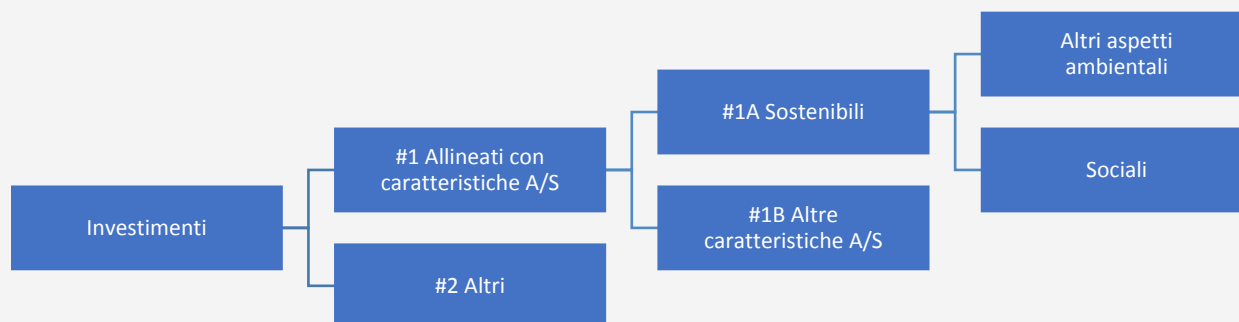 Investimenti
#1 Allineati con
caratteristiche A/S
#2 Altri
#1A Sostenibili
#1B Altre
caratteristiche A/S
Altri aspetti
ambientali
Sociali